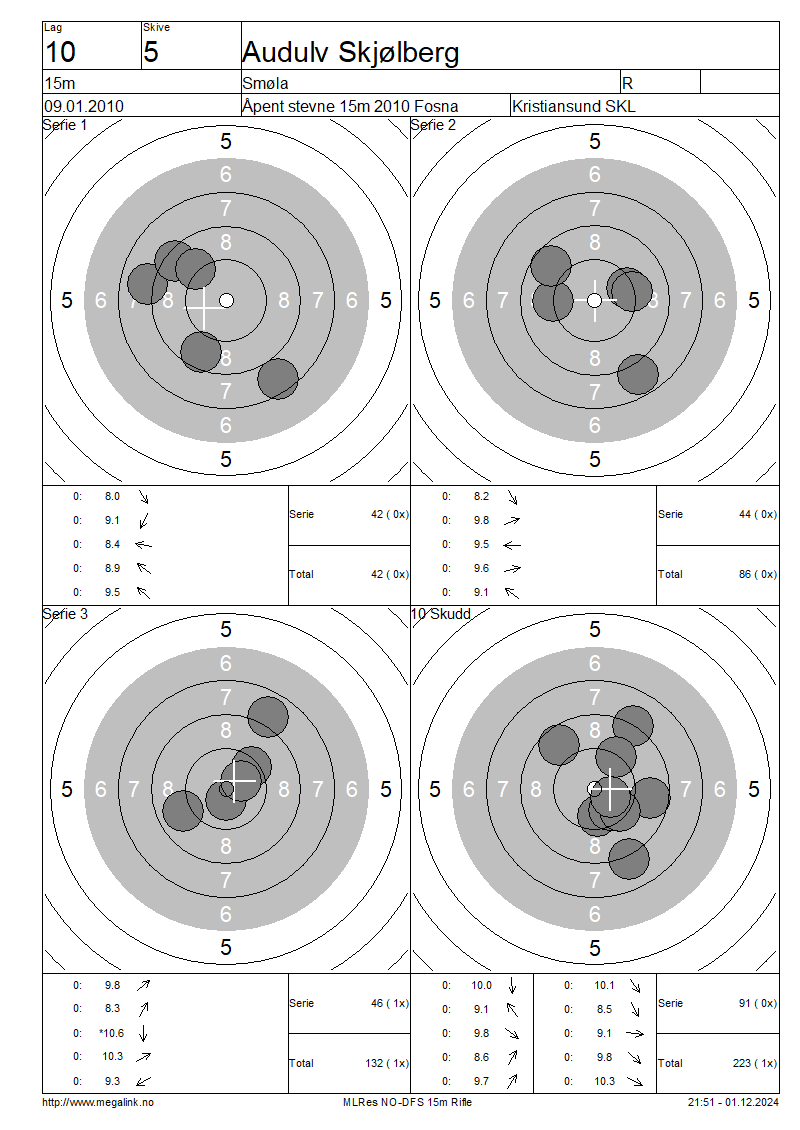 Lag Skive
10 5 Audulv Skjølberg
15m Smøla R
09.01.2010 Åpent stevne 15m 2010 Fosna Kristiansund SKL
Serie 1
5
6
7
8
5 6 7 8 8 7 6 5
8
7
6
5
Serie 2
5
6
7
8
5 6 7 8 7 6 5
8
7
6
5
0: 8.0
0: 9.1
0: 8.4
0: 8.9
0: 9.5
Serie 42 ( 0x)
Total 42 ( 0x)
0: 8.2
0: 9.8
0: 9.5
0: 9.6
0: 9.1
Serie 44 ( 0x)
Total 86 ( 0x)
Serie 3
5
6
7
8
5 6 7 8 8 7 6 5
8
7
6
5
10 Skudd
5
6
7
8
5 6 7 8 7 6 5
8
7
6
5
0: 9.8
0: 8.3
0: *10.6
0: 10.3
0: 9.3
Serie 46 ( 1x)
Total 132 ( 1x)
0: 10.0
0: 9.1
0: 9.8
0: 8.6
0: 9.7
0: 10.1
0: 8.5
0: 9.1
0: 9.8
0: 10.3
Serie 91 ( 0x)
Total 223 ( 1x)
http://www.megalink.no MLRes NO-DFS 15m Rifle 21:51 - 01.12.2024